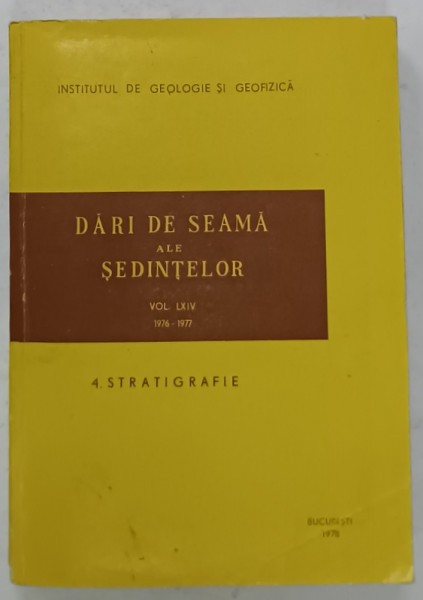 INSTITUTUL DE GEOLOGIE ȘI GEOFIZICĂ
DĂRI DE SEAMĂ
ALE
ȘEDINȚELOR
VOL. LXIV
1976 - 1977
4. STRATIGRAFIE
BUCUREȘTI
1978